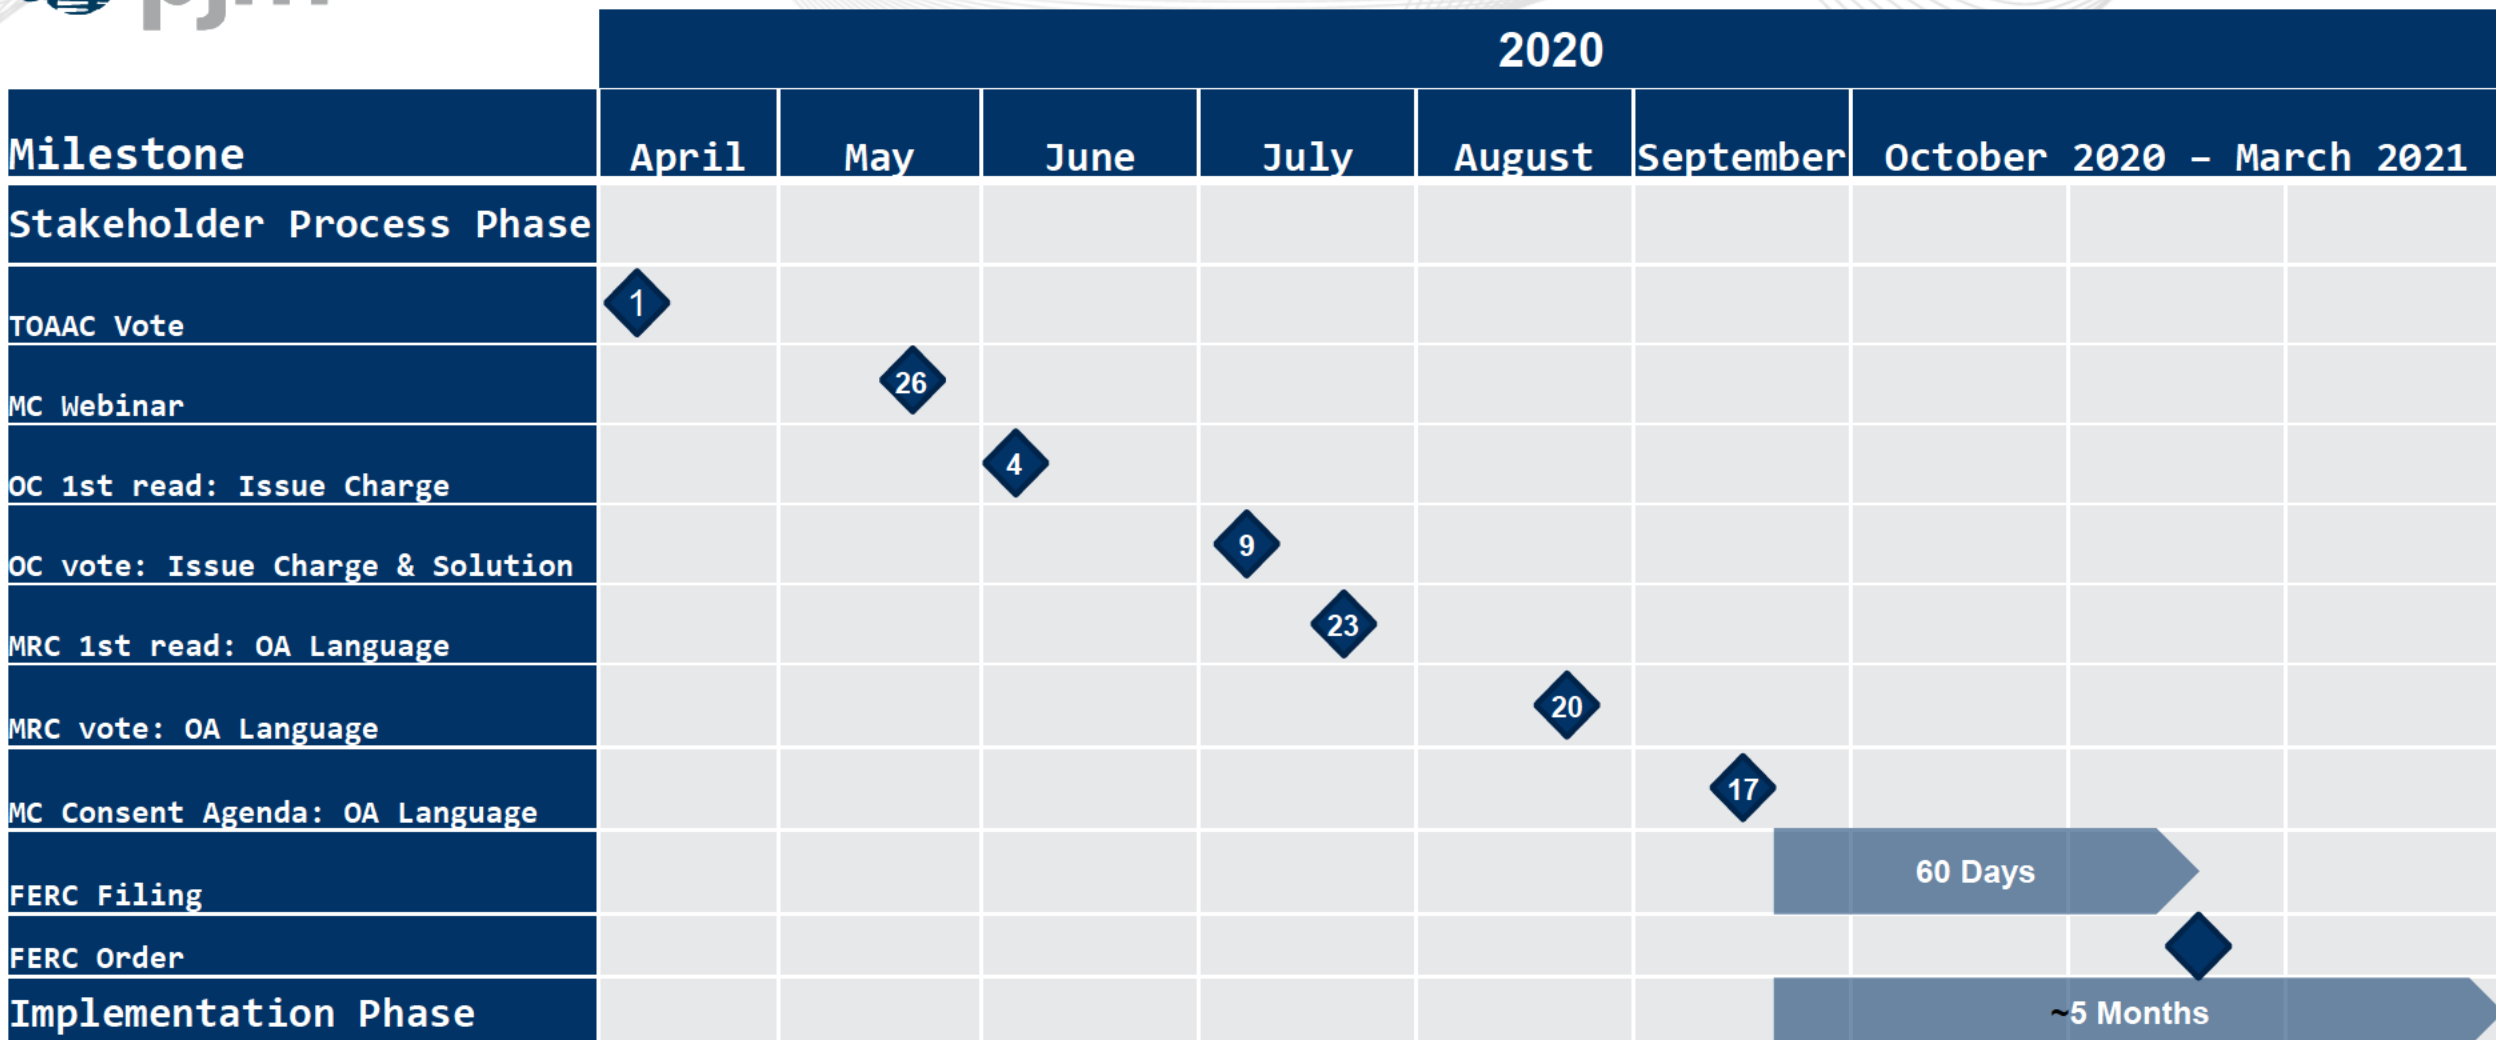 pjm
2020
Milestone April May June July August September October 2020 – March 2021
Stakeholder Process Phase
TOAAC Vote 1
MC Webinar 26
OC 1st read: Issue Charge 4
OC vote: Issue Charge & Solution 9
MRC 1st read: OA Language 23
MRC vote: OA Language 20
MC Consent Agenda: OA Language 17
FERC Filing 60 Days
FERC Order
Implementation Phase ~5 Months